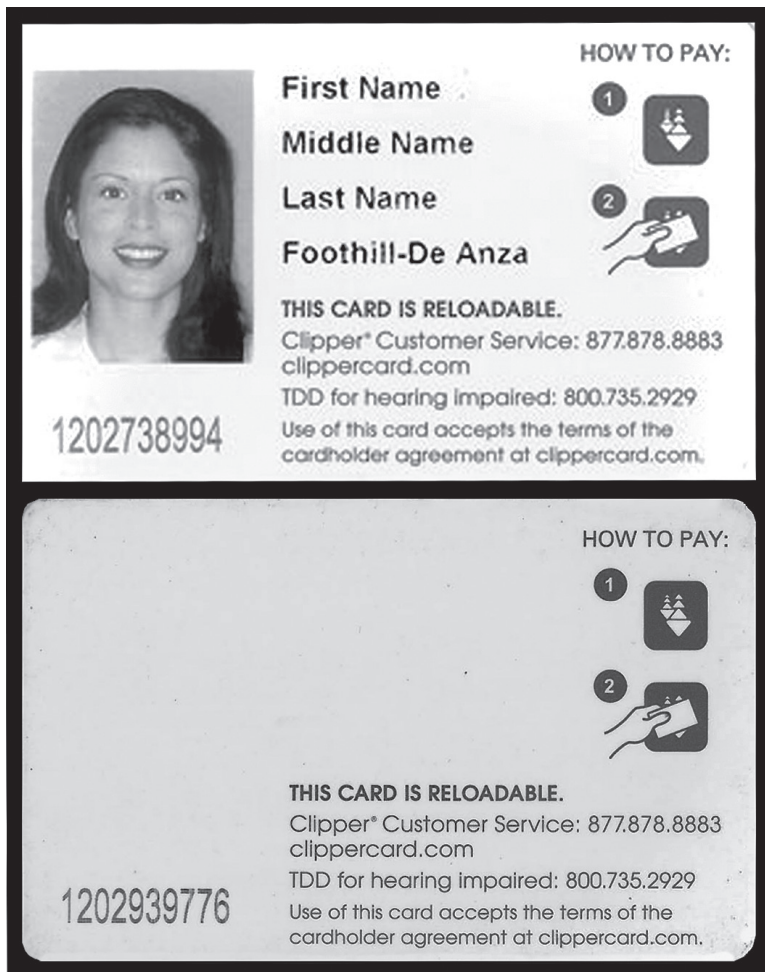 HOW TO PAY:
1
First Name
Middle Name
Last Name
2
Foothill-De Anza
THIS CARD IS RELOADABLE.
Clipper® Customer Service: 877.878.8883
clippercard.com
TDD for hearing impaired: 800.735.2929
1202738994
Use of this card accepts the terms of the
cardholder agreement at clippercard.com.
HOW TO PAY:
1
2
THIS CARD IS RELOADABLE.
Clipper® Customer Service: 877.878.8883
clippercard.com
TDD for hearing impaired: 800.735.2929
1202939776
Use of this card accepts the terms of the
cardholder agreement at clippercard.com.